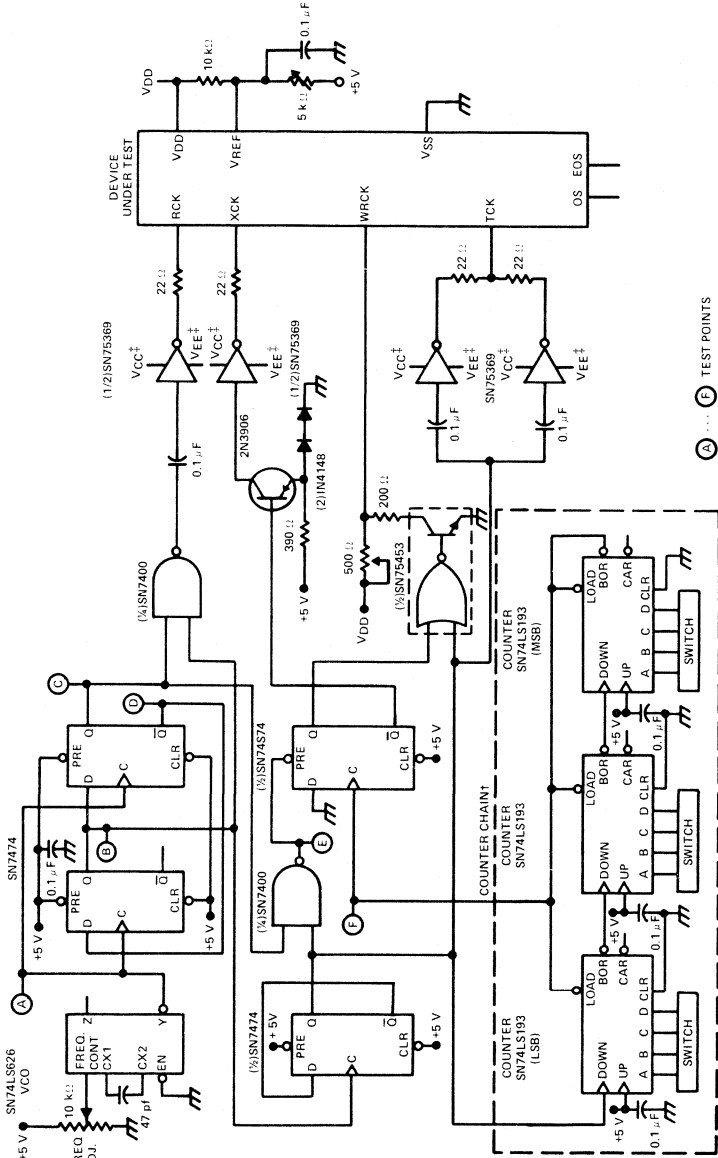 +5 V
SN74LS626
VCO
10 kΩ
REQ
DJ.
FREQ.
CONT
CX1
CX2
EN
Z
Y
47 pf
A
SN7474
+5 V
0.1 μF
PRE
D
Q
C
Q
CLR
+5 V
B
PRE
D
Q
C
Q
CLR
C
D
(¼)SN7400
0.1 μF
(1/2)SN75369
VCC‡
VEE‡
22 Ω
VCC‡
VEE‡
22 Ω
(1/2)SN75369
2N3906
390 Ω
+5 V
(2)IN4148
DEVICE
UNDER TEST
RCK
XCK
WRCK
TCK
VDD
VREF
VSS
OS
EOS
VDD
10 kΩ
5 kΩ
0.1 μF
+5 V
(½)SN7474
+ 5V
PRE
D
Q
C
Q
CLR
+5 V
(¼)SN7400
E
F
(½)SN74S74
PRE
D
Q
C
Q
CLR
+5 V
VDD
500 Ω
200 Ω
(½)SN75453
0.1 μF
0.1 μF
VCC‡
VEE‡
SN75369
VCC‡
VEE‡
22 Ω
22 Ω
COUNTER CHAIN†
COUNTER
SN74LS193
(LSB)
LOAD
DOWN
BOR
UP
CAR
A B C D CLR
SWITCH
+5 V
0.1 μF
COUNTER
SN74LS193
LOAD
DOWN
BOR
UP
CAR
A B C D CLR
SWITCH
+5 V
0.1 μF
COUNTER
SN74LS193
(MSB)
LOAD
DOWN
BOR
UP
CAR
A B C D CLR
SWITCH
+5 V
0.1 μF
A ... F TEST POINTS